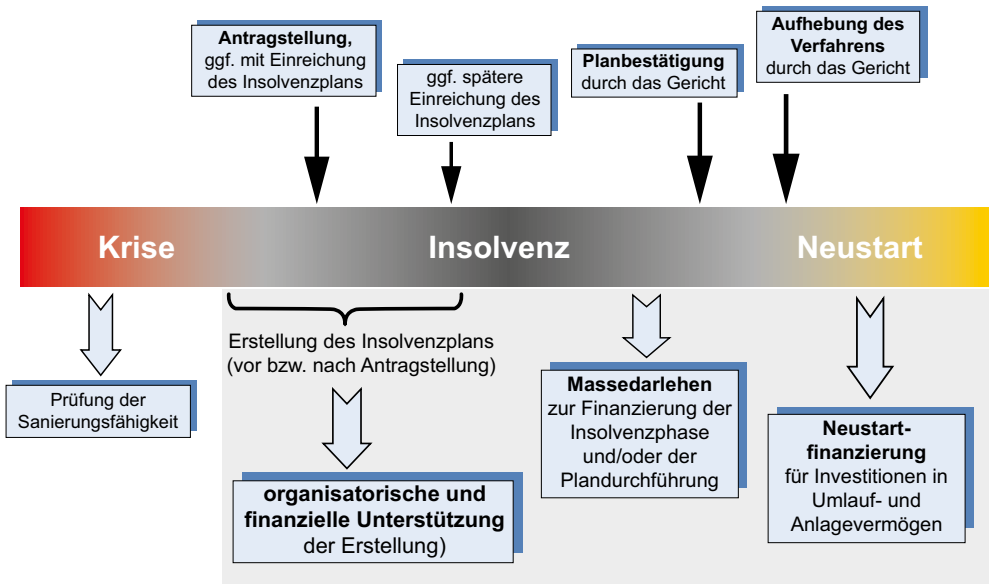 Antragstellung,
ggf. mit Einreichung
des Insolvenzplans
ggf. spätere
Einreichung des
Insolvenzplans
Planbestätigung
durch das Gericht
Aufhebung des
Verfahrens
durch das Gericht
Krise
Insolvenz
Neustart
Prüfung der
Sanierungsfähigkeit
Erstellung des Insolvenzplans
(vor bzw. nach Antragstellung)
organisatorische und
finanzielle Unterstützung
der Erstellung)
Massedarlehen
zur Finanzierung der
Insolvenzphase
und/oder der
Plandurchführung
Neustart-
finanzierung
für Investitionen in
Umlauf- und
Anlagevermögen